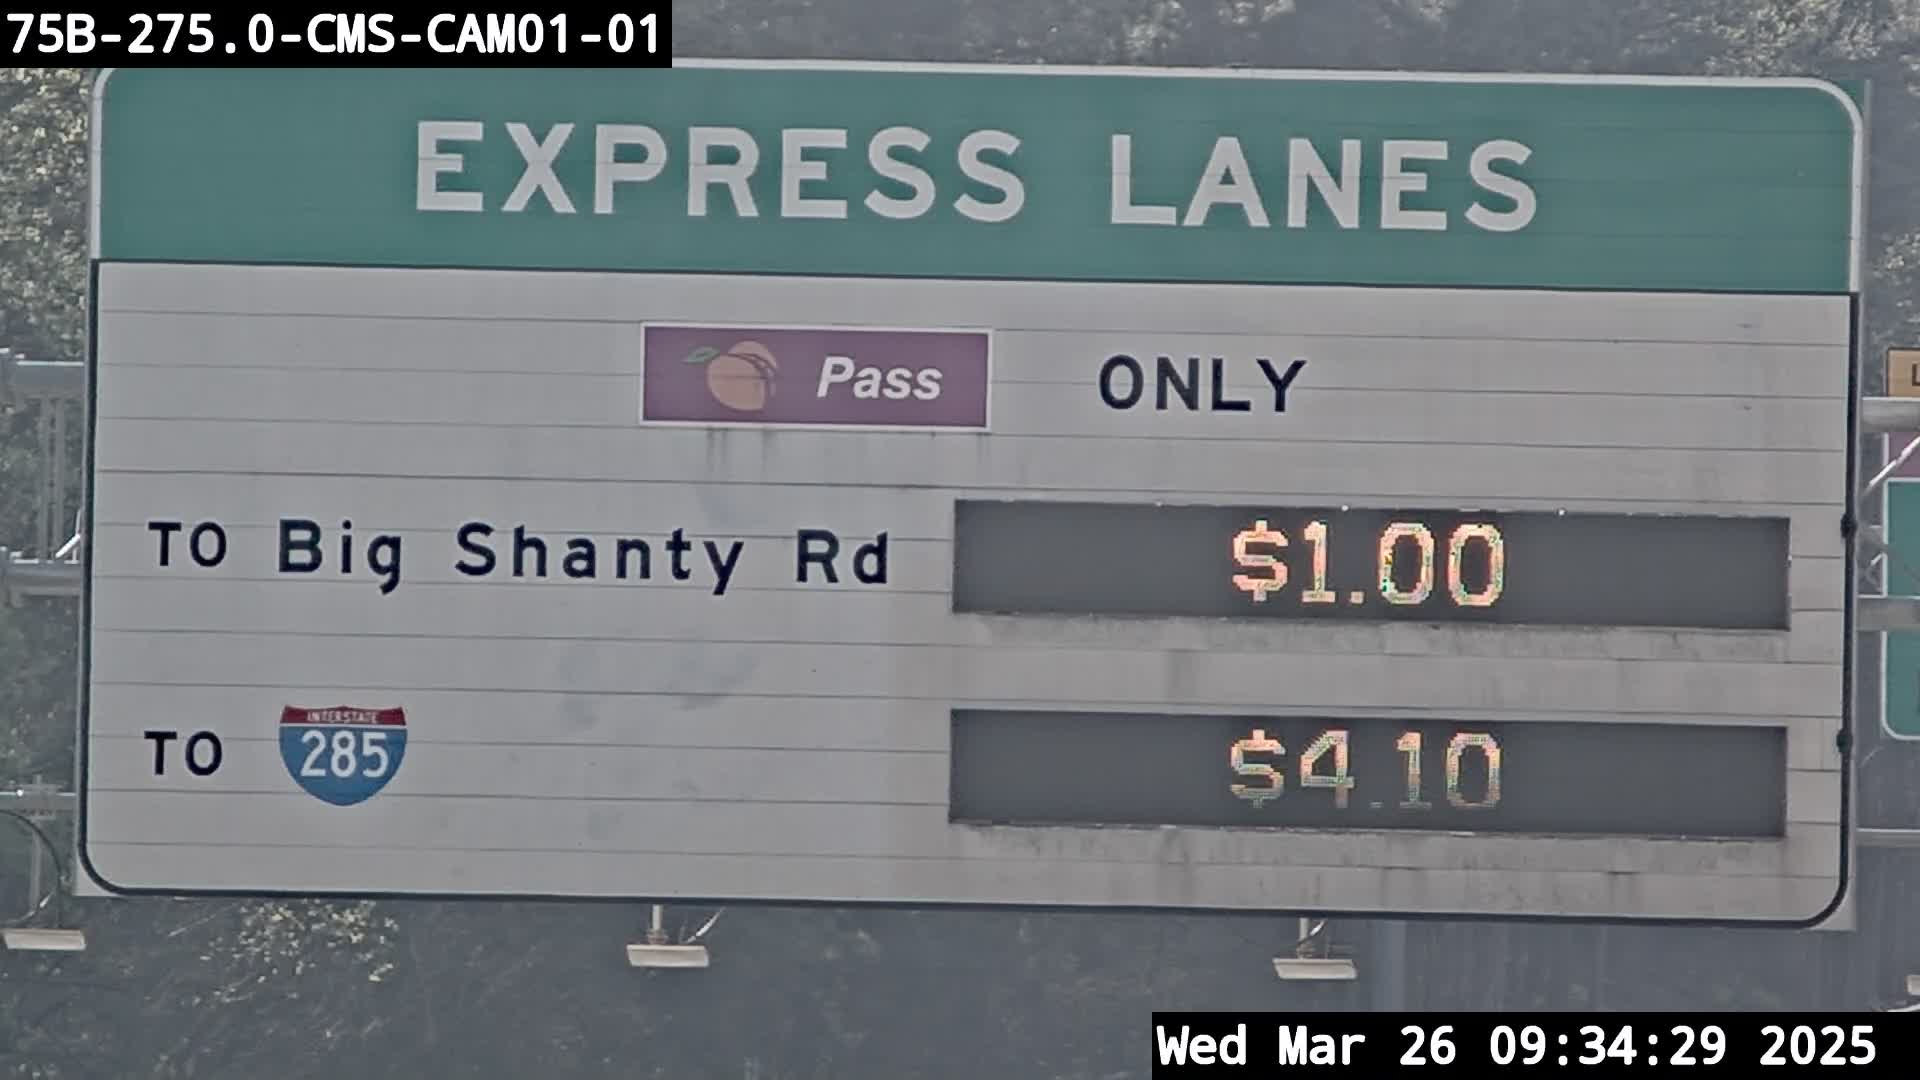 75B-275.0-CMS-CAM01-01
EXPRESS LANES
Pass ONLY
TO Big Shanty Rd $1.00
INTERSTATE
TO 285 $4.10
Wed Mar 26 09:34:29 2025